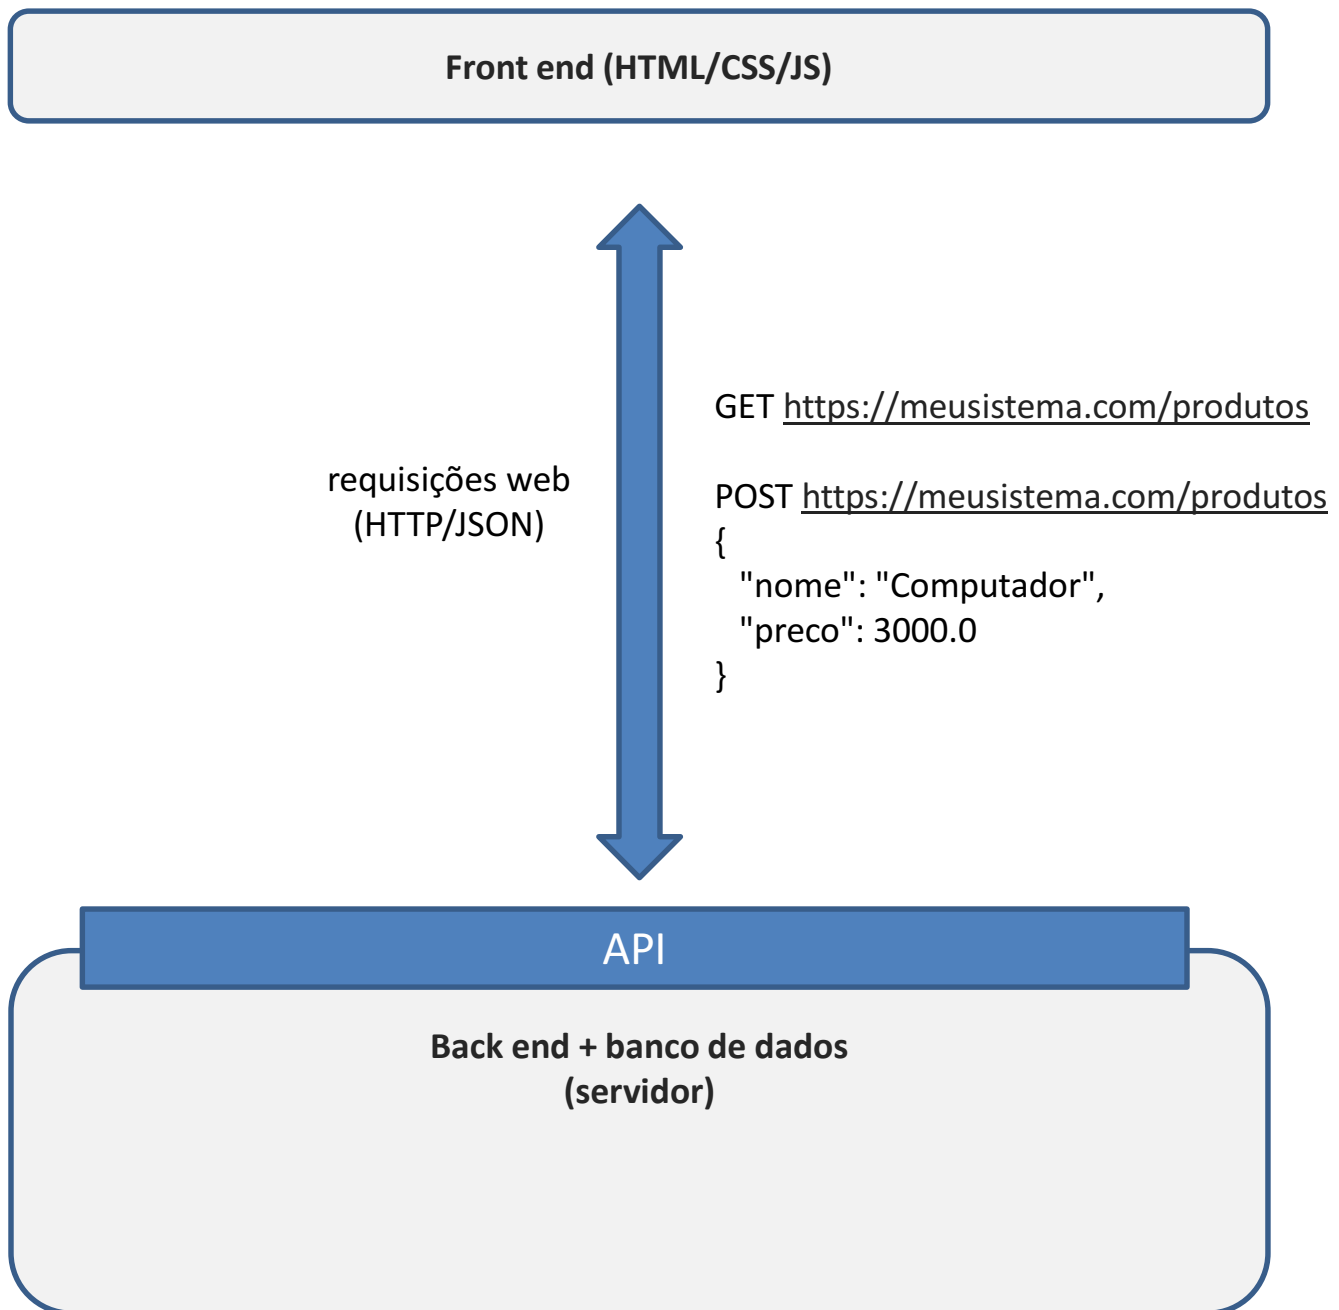 Front end (HTML/CSS/JS)
requisições web
(HTTP/JSON)
GET https://meusistema.com/produtos
POST https://meusistema.com/produtos
{
"nome": "Computador",
"preco": 3000.0
}
API
Back end + banco de dados
(servidor)